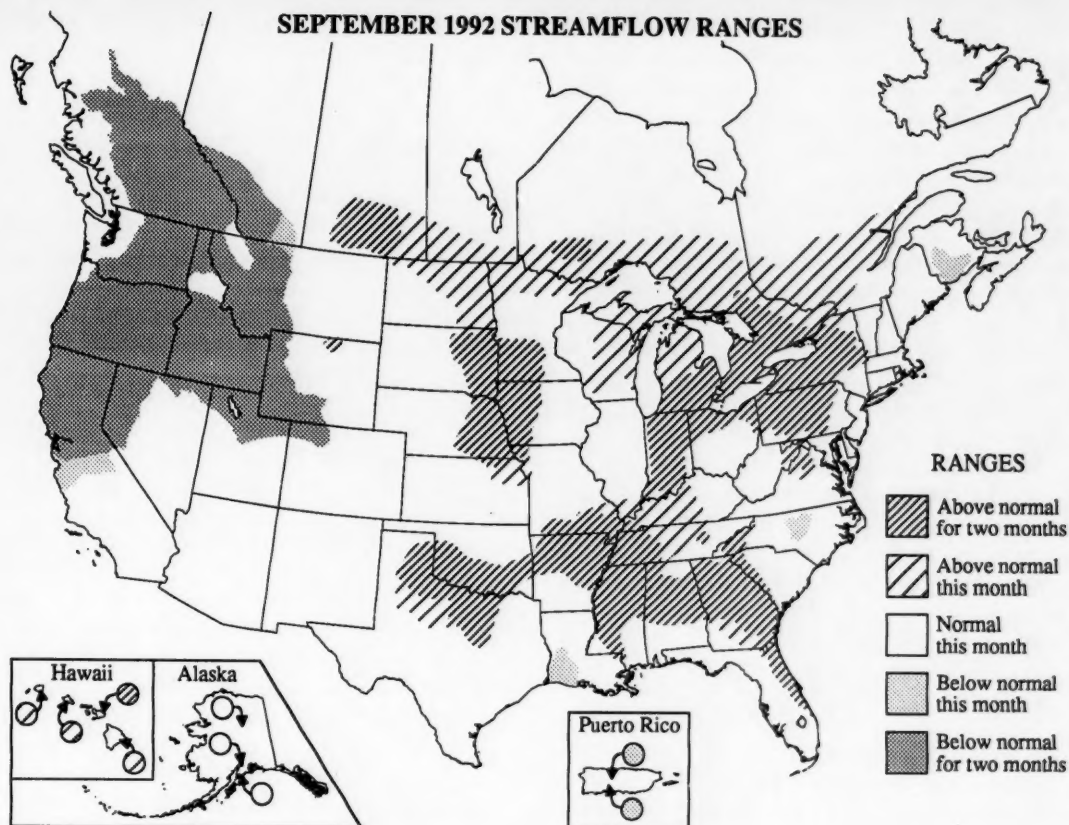 SEPTEMBER 1992 STREAMFLOW RANGES
RANGES
Above normal
for two months
Above normal
this month
Normal
this month
Below normal
this month
Below normal
for two months
Hawaii
Alaska
Puerto Rico